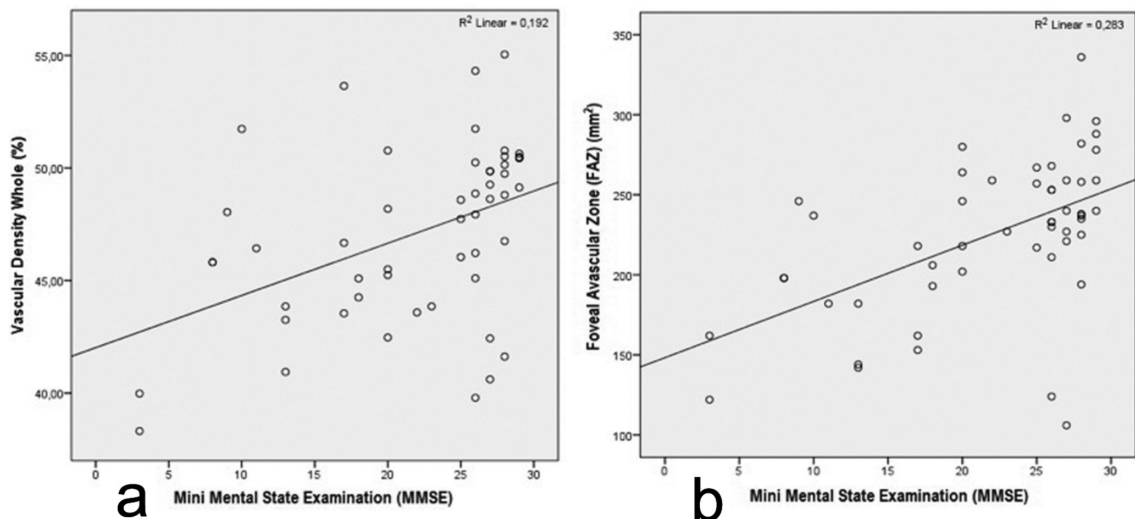 R² Linear = 0,192
Vascular Density Whole (%)
55,00
50,00
45,00
40,00
0 5 10 15 20 25 30
Mini Mental State Examination (MMSE)
a
R² Linear = 0,283
Foveal Avascular Zone (FAZ) (mm²)
350
300
250
200
150
100
0 5 10 15 20 25 30
Mini Mental State Examination (MMSE)
b